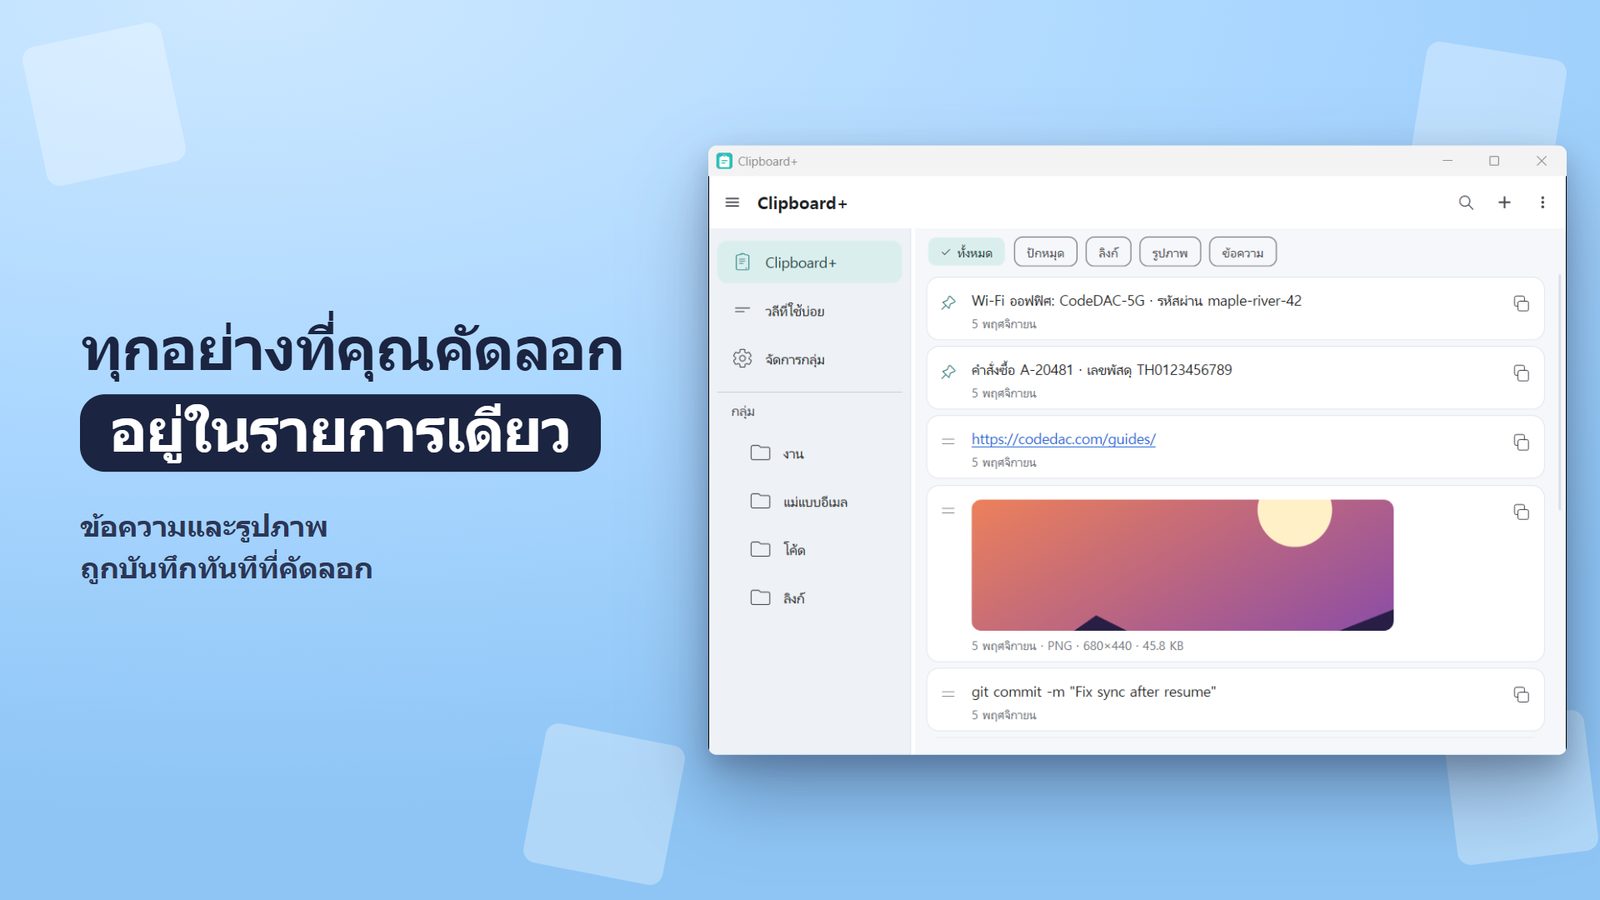 ทุกอย่างที่คุณคัดลอก
อยู่ในรายการเดียว
ข้อความและรูปภาพ
ถูกบันทึกทันทีที่คัดลอก
Clipboard+
Clipboard+
Clipboard+
วลีที่ใช้บ่อย
จัดการกลุ่ม
กลุ่ม
งาน
แม่แบบอีเมล
โค้ด
ลิงก์
ทั้งหมด ปักหมุด ลิงก์ รูปภาพ ข้อความ
Wi-Fi ออฟฟิศ: CodeDAC-5G · รหัสผ่าน maple-river-42
5 พฤศจิกายน
คำสั่งซื้อ A-20481 · เลขพัสดุ TH0123456789
5 พฤศจิกายน
https://codedac.com/guides/
5 พฤศจิกายน
5 พฤศจิกายน · PNG · 680×440 · 45.8 KB
git commit -m "Fix sync after resume"
5 พฤศจิกายน